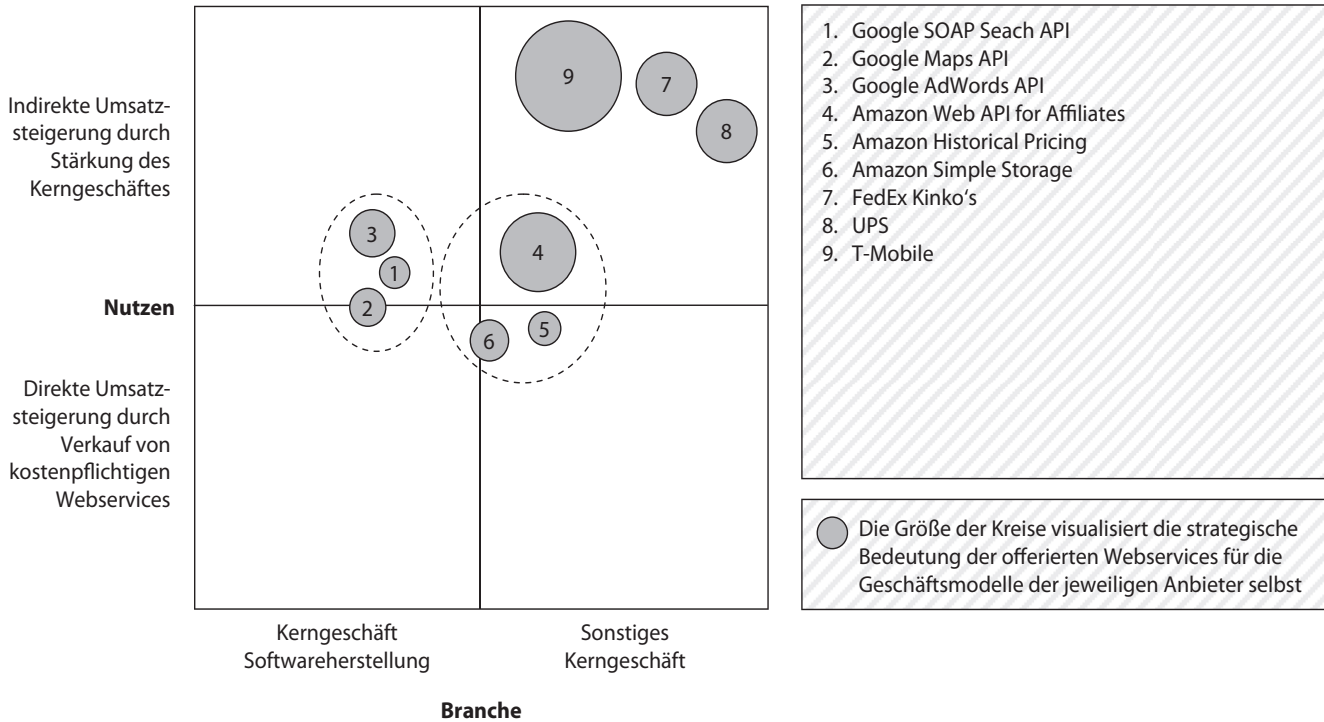 Indirekte Umsatz-
steigerung durch
Stärkung des
Kerngeschäftes
Nutzen
Direkte Umsatz-
steigerung durch
Verkauf von
kostenpflichtigen
Webservices
9
7
8
3
1
2
4
5
6
Kerngeschäft
Softwareherstellung
Sonstiges
Kerngeschäft
Branche
1. Google SOAP Seach API
2. Google Maps API
3. Google AdWords API
4. Amazon Web API for Affiliates
5. Amazon Historical Pricing
6. Amazon Simple Storage
7. FedEx Kinko‘s
8. UPS
9. T-Mobile
Die Größe der Kreise visualisiert die strategische
Bedeutung der offerierten Webservices für die
Geschäftsmodelle der jeweiligen Anbieter selbst